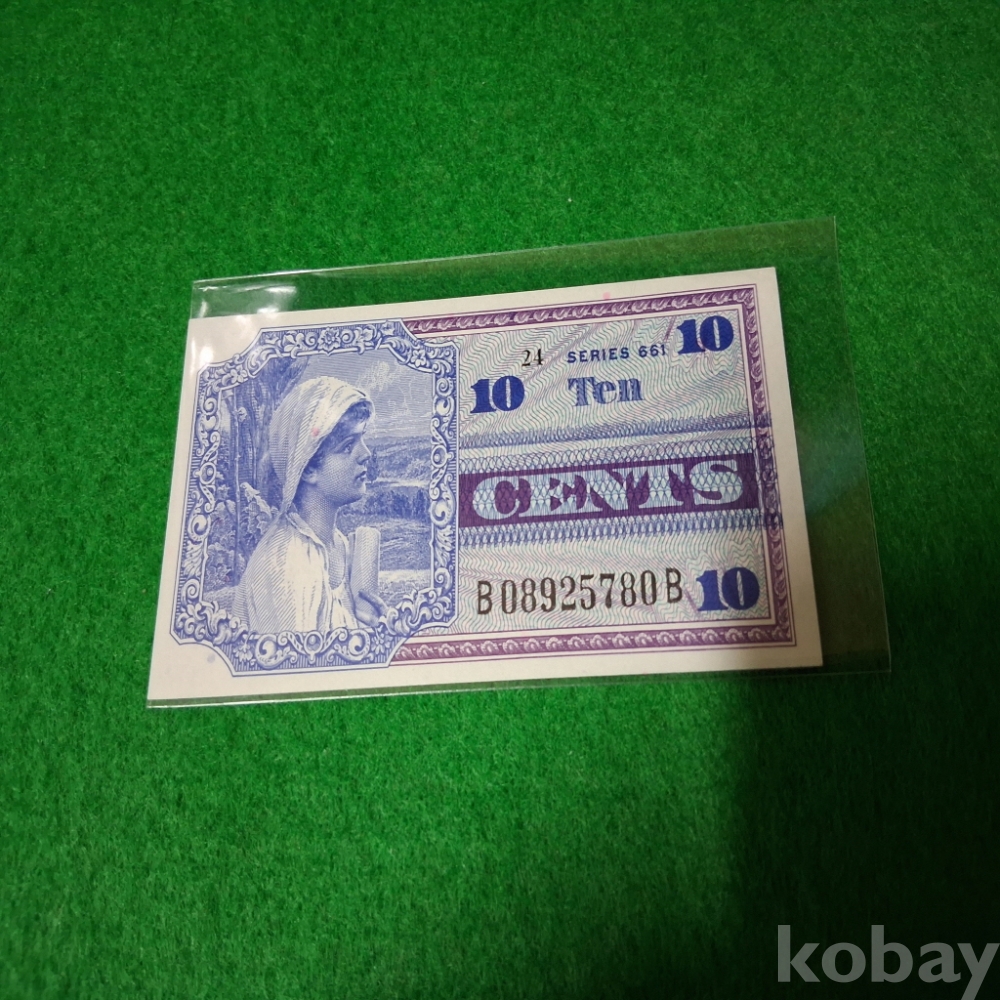 24 SERIES 661 10
10 Ten
CENTS
B08925780B 10
kobay